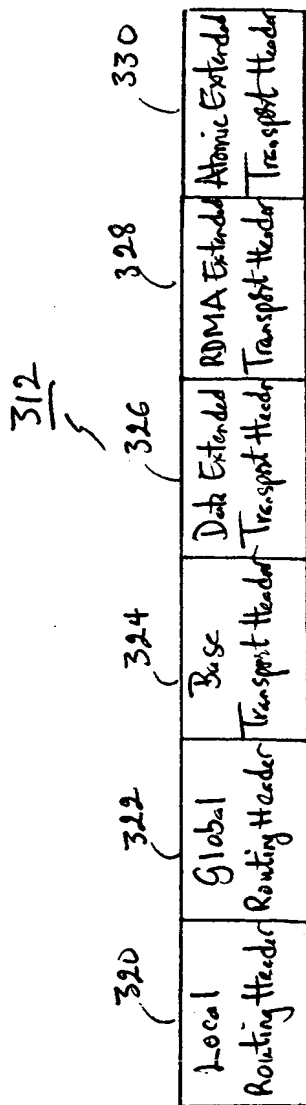 312
320
322
324
326
328
330
Local
Routing Header
Global
Routing Header
Base
Transport Header
Data Extended
Transport Header
RDMA Extended
Transport Header
Atomic Extended
Transport Header